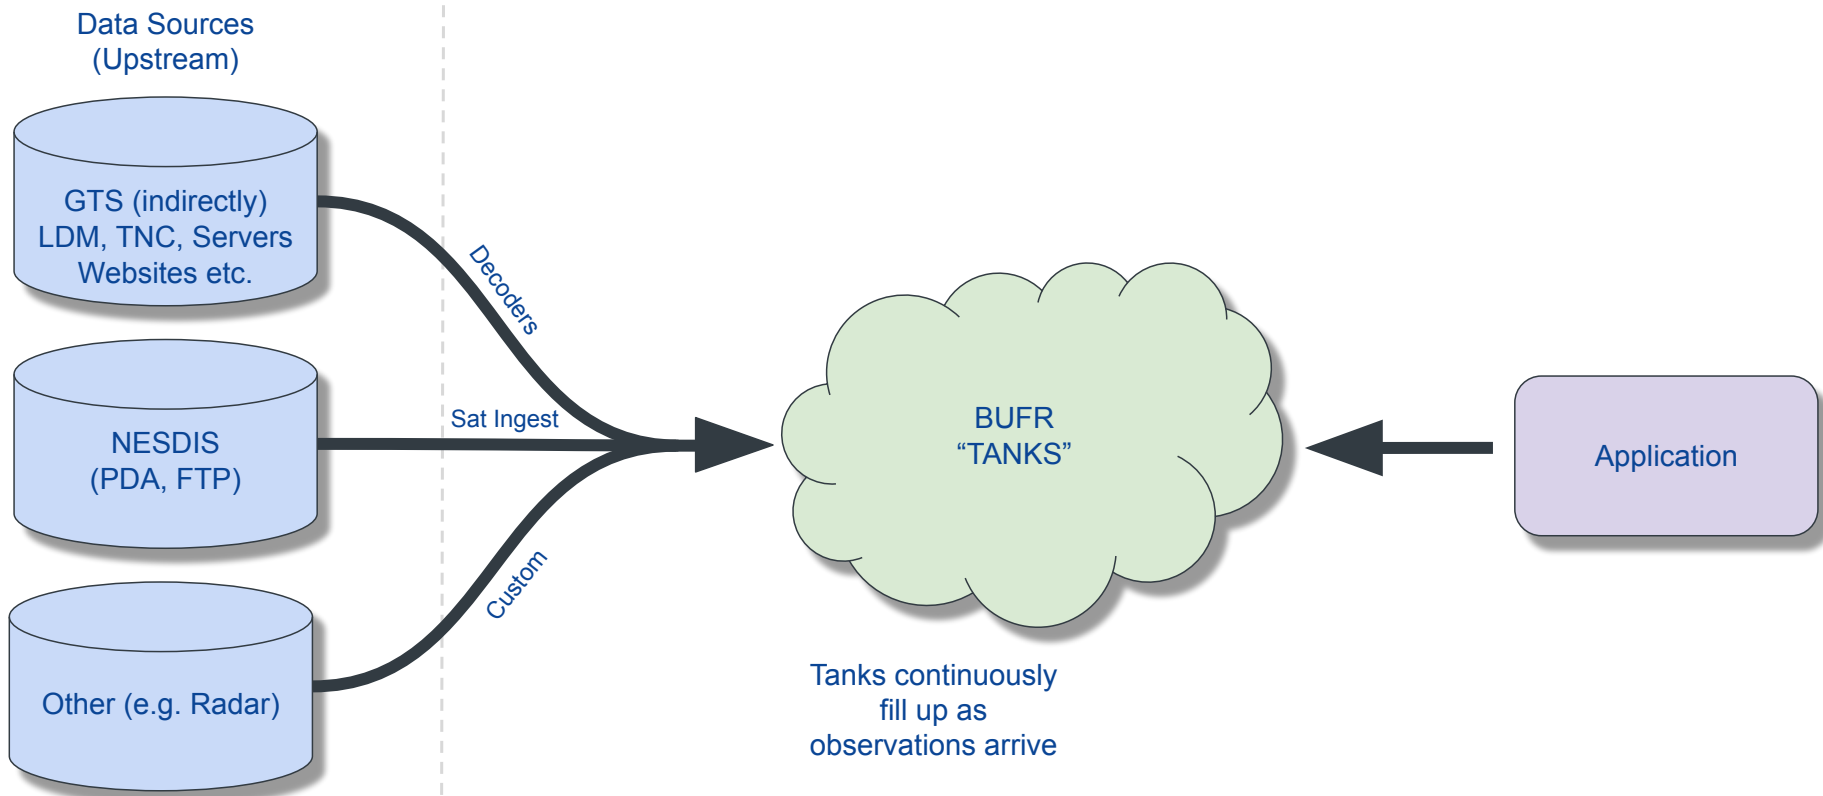 Data Sources
(Upstream)
GTS (indirectly)
LDM, TNC, Servers
Websites etc.
NESDIS
(PDA, FTP)
Other (e.g. Radar)
Decoders
Sat Ingest
Custom
BUFR
“TANKS”
Tanks continuously
fill up as
observations arrive
Application